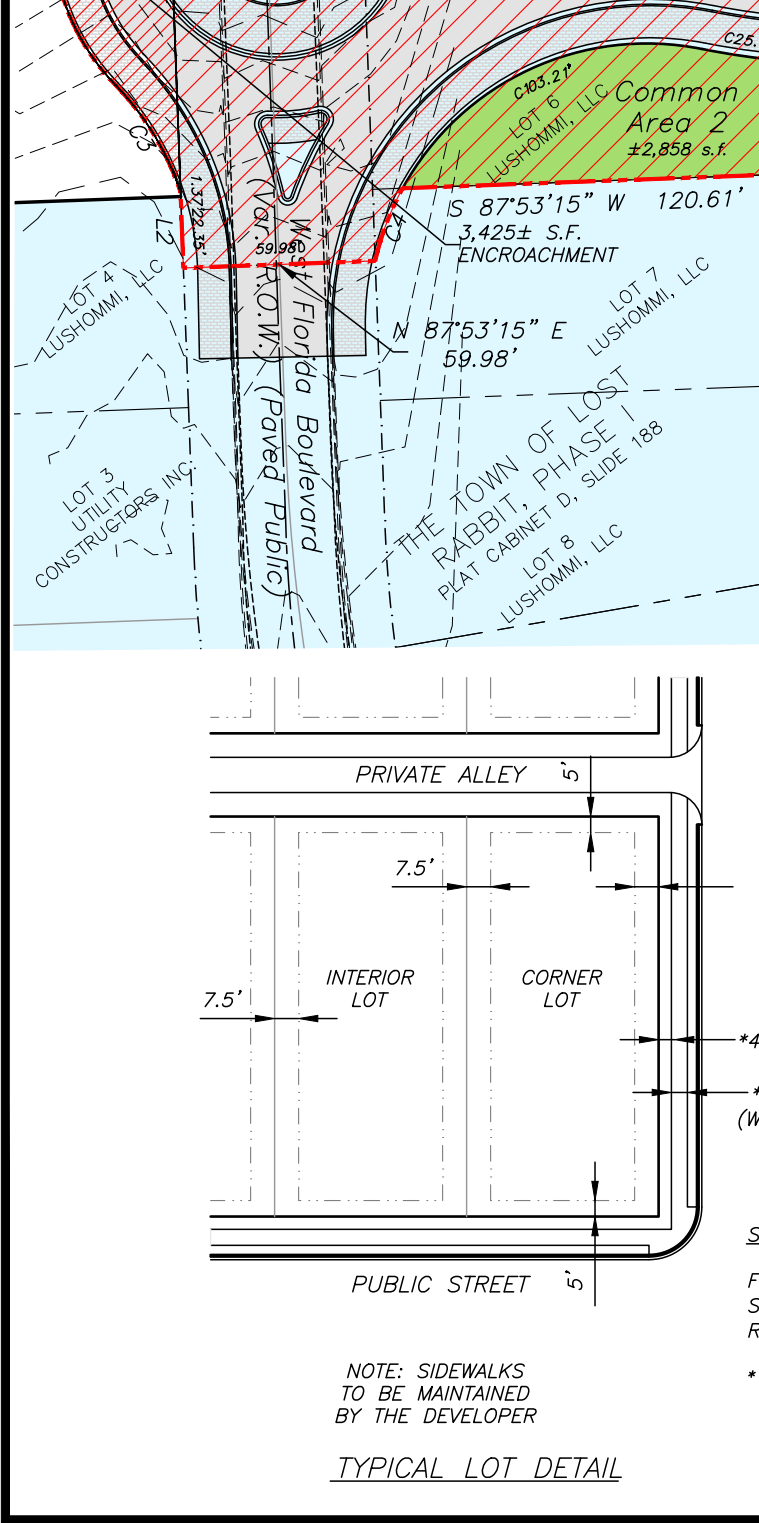 C25.
C103.21'
LOT 6
LUSHOMMI, LLC
Common
Area 2
±2,858 s.f.
C3
L2
C4
S 87°53'15" W 120.61'
3,425± S.F.
ENCROACHMENT
59.98
West Florida Boulevard
(Var. R.O.W.) (Paved Public)
LOT 4
LUSHOMMI, LLC
LOT 7
LUSHOMMI, LLC
N 87°53'15" E
59.98'
THE TOWN OF LOST
RABBIT, PHASE I
PLAT CABINET D, SLIDE 188
LOT 3
UTILITY
CONSTRUCTORS INC.
LOT 8
LUSHOMMI, LLC
PRIVATE ALLEY
5'
7.5'
INTERIOR
LOT
CORNER
LOT
7.5'
*4
*
(W
S
F
S
R
*
PUBLIC STREET
5'
NOTE: SIDEWALKS
TO BE MAINTAINED
BY THE DEVELOPER
TYPICAL LOT DETAIL